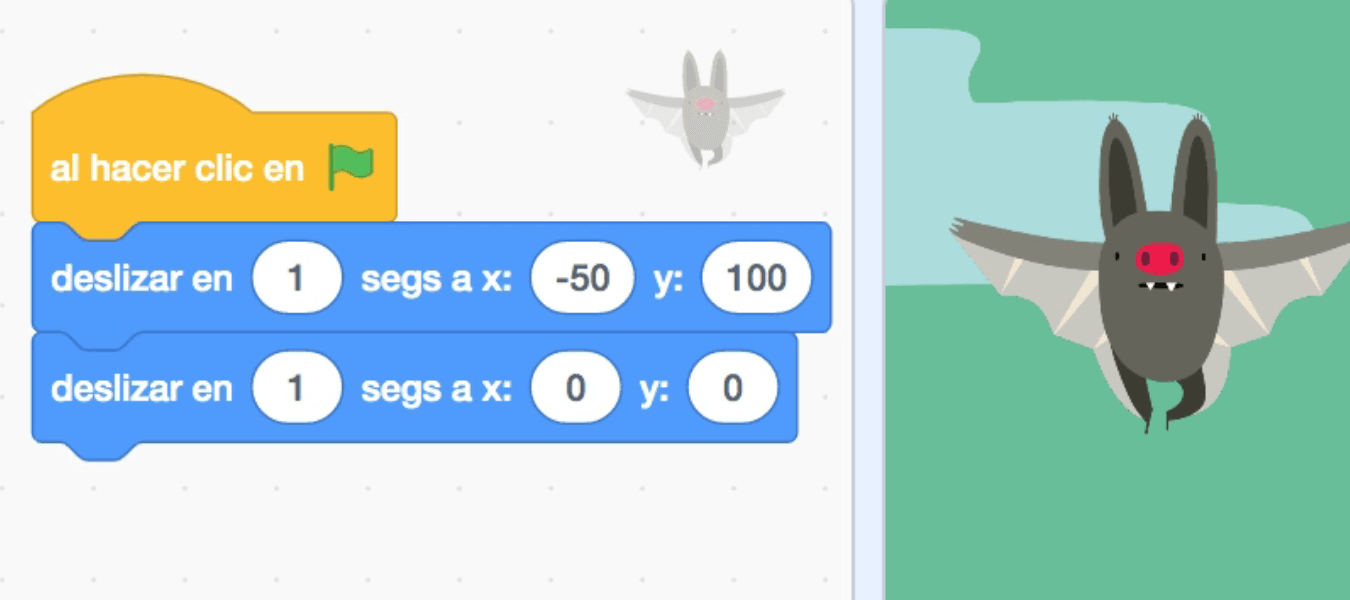 al hacer clic en
deslizar en 1 segs a x: -50 y: 100
deslizar en 1 segs a x: 0 y: 0